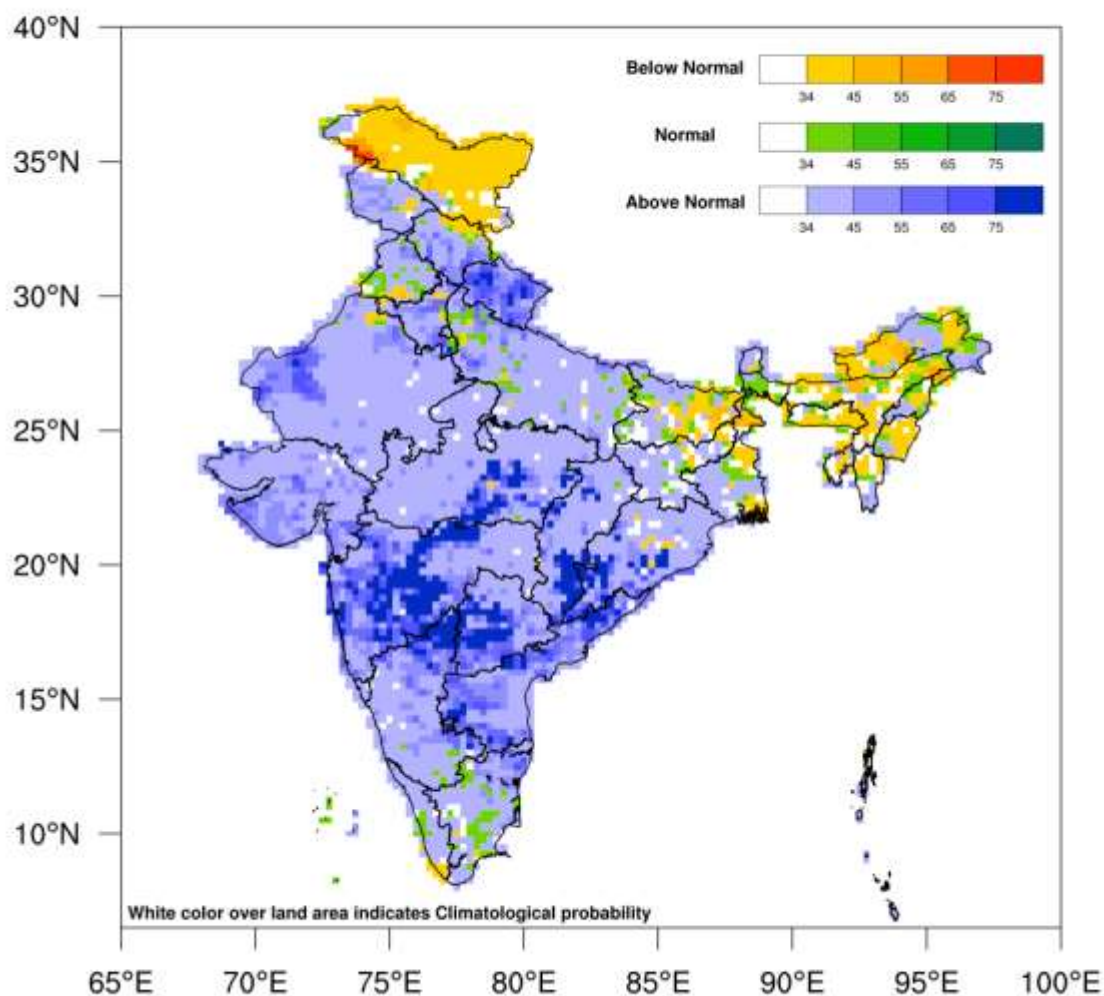 40°N
Below Normal
34 45 55 65 75
35°N
Normal
34 45 55 65 75
Above Normal
34 45 55 65 75
30°N
25°N
20°N
15°N
10°N
White color over land area indicates Climatological probability
65°E 70°E 75°E 80°E 85°E 90°E 95°E 100°E